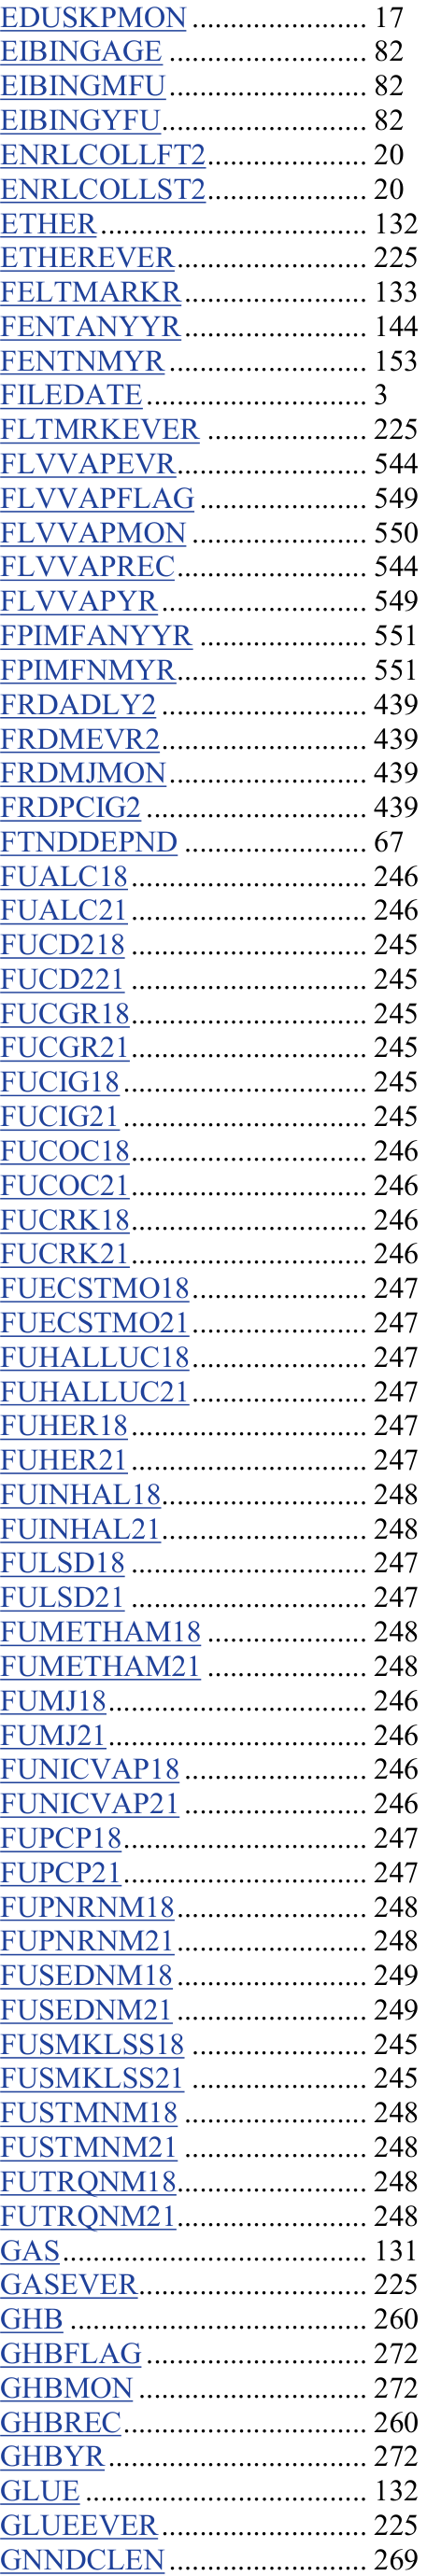 EDUSKPMON ........................ 17
EIBINGAGE ........................ 82
EIBINGMFU ........................ 82
EIBINGYFU ........................ 82
ENRLCOLLFT2 ...................... 20
ENRLCOLLST2 ...................... 20
ETHER ..................................... 132
ETHEREVER .......................... 225
FELTMARKR ......................... 133
FENTANYYR ......................... 144
FENTNMYR ........................... 153
FILEDATE .............................. 3
FLTMRKEVER ...................... 225
FLVVAPEVR .......................... 544
FLVVAPFLAG ....................... 549
FLVVAPMON ........................ 550
FLVVAPREC .......................... 544
FLVVAPYR ............................ 549
FPIMFANYYR ....................... 551
FPIMFNMYR .......................... 551
FRDADLY2 ............................ 439
FRDMEVR2 ............................ 439
FRDMJMON ........................... 439
FRDPCIG2 .............................. 439
FTNDDEPND ......................... 67
FUALC18 ................................ 246
FUALC21 ................................ 246
FUCD218 ................................ 245
FUCD221 ................................ 245
FUCGR18 ................................ 245
FUCGR21 ................................ 245
FUCIG18 ................................. 245
FUCIG21 ................................. 245
FUCOC18 ................................ 246
FUCOC21 ................................ 246
FUCRK18 ................................ 246
FUCRK21 ................................ 246
FUECSTMO18 ........................ 247
FUECSTMO21 ........................ 247
FUHALLUC18 ........................ 247
FUHALLUC21 ........................ 247
FUHER18 ................................ 247
FUHER21 ................................ 247
FUINHAL18 ............................ 248
FUINHAL21 ............................ 248
FULSD18 ................................ 247
FULSD21 ................................ 247
FUMETHAM18 ...................... 248
FUMETHAM21 ...................... 248
FUMJ18 ................................... 246
FUMJ21 ................................... 246
FUNICVAP18 ......................... 246
FUNICVAP21 ......................... 246
FUPCP18 ................................. 247
FUPCP21 ................................. 247
FUPNRNM18 .......................... 248
FUPNRNM21 .......................... 248
FUSEDNM18 .......................... 249
FUSEDNM21 .......................... 249
FUSMKLSS18 ........................ 245
FUSMKLSS21 ........................ 245
FUSTMNM18 ......................... 248
FUSTMNM21 ......................... 248
FUTRQNM18 .......................... 248
FUTRQNM21 .......................... 248
GAS ......................................... 131
GASEVER ............................... 225
GHB ........................................ 260
GHBFLAG .............................. 272
GHBMON ............................... 272
GHBREC ................................. 260
GHBYR ................................... 272
GLUE ...................................... 132
GLUEEVER ............................ 225
GNNDCLEN ........................... 269